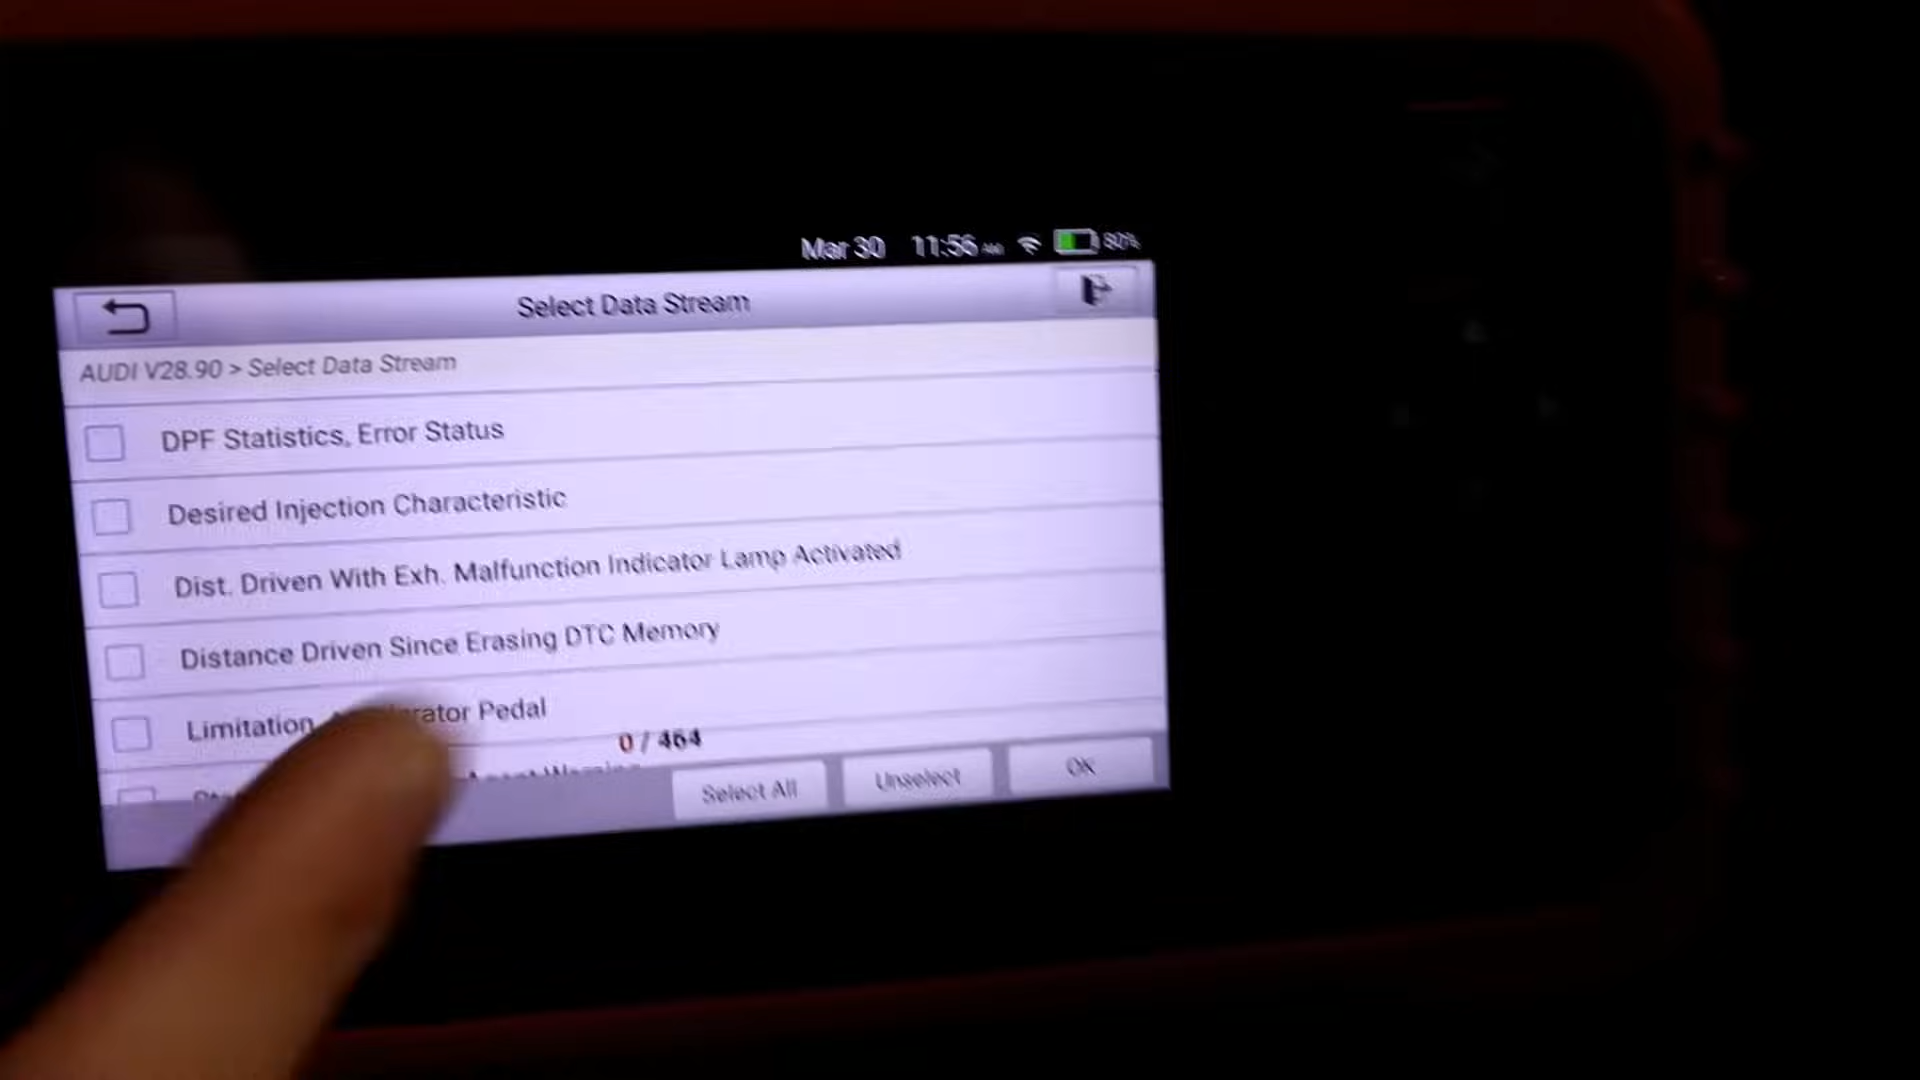 Mar 30 11:56 AM 80%
Select Data Stream
AUDI V28.90 > Select Data Stream
DPF Statistics, Error Status
Desired Injection Characteristic
Dist. Driven With Exh. Malfunction Indicator Lamp Activated
Distance Driven Since Erasing DTC Memory
Limitation, Pedal
0 / 464
Select All Unselect OK